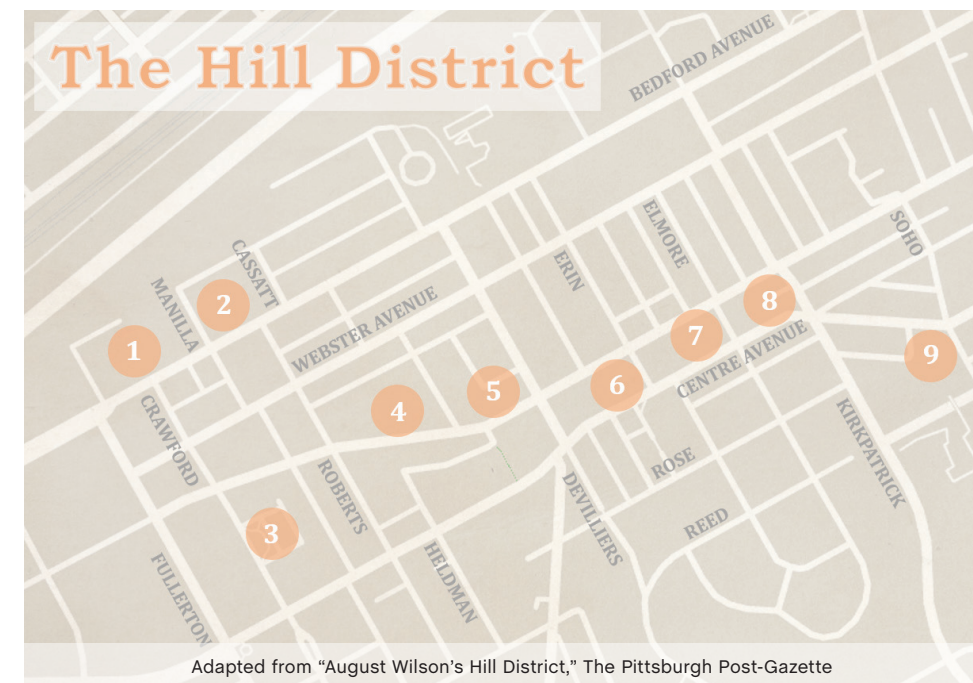 The Hill District
BEDFORD AVENUE
ELMORE
SOHO
CASSATT
ERIN
MANILLA
2
8
WEBSTER AVENUE
7
1
CENTRE AVENUE
9
6
5
4
CRAWFORD
KIRKPATRICK
ROSE
ROBERTS
DEVILLIERS
3
REED
HELDMAN
FULLERTON
Adapted from “August Wilson’s Hill District,” The Pittsburgh Post-Gazette